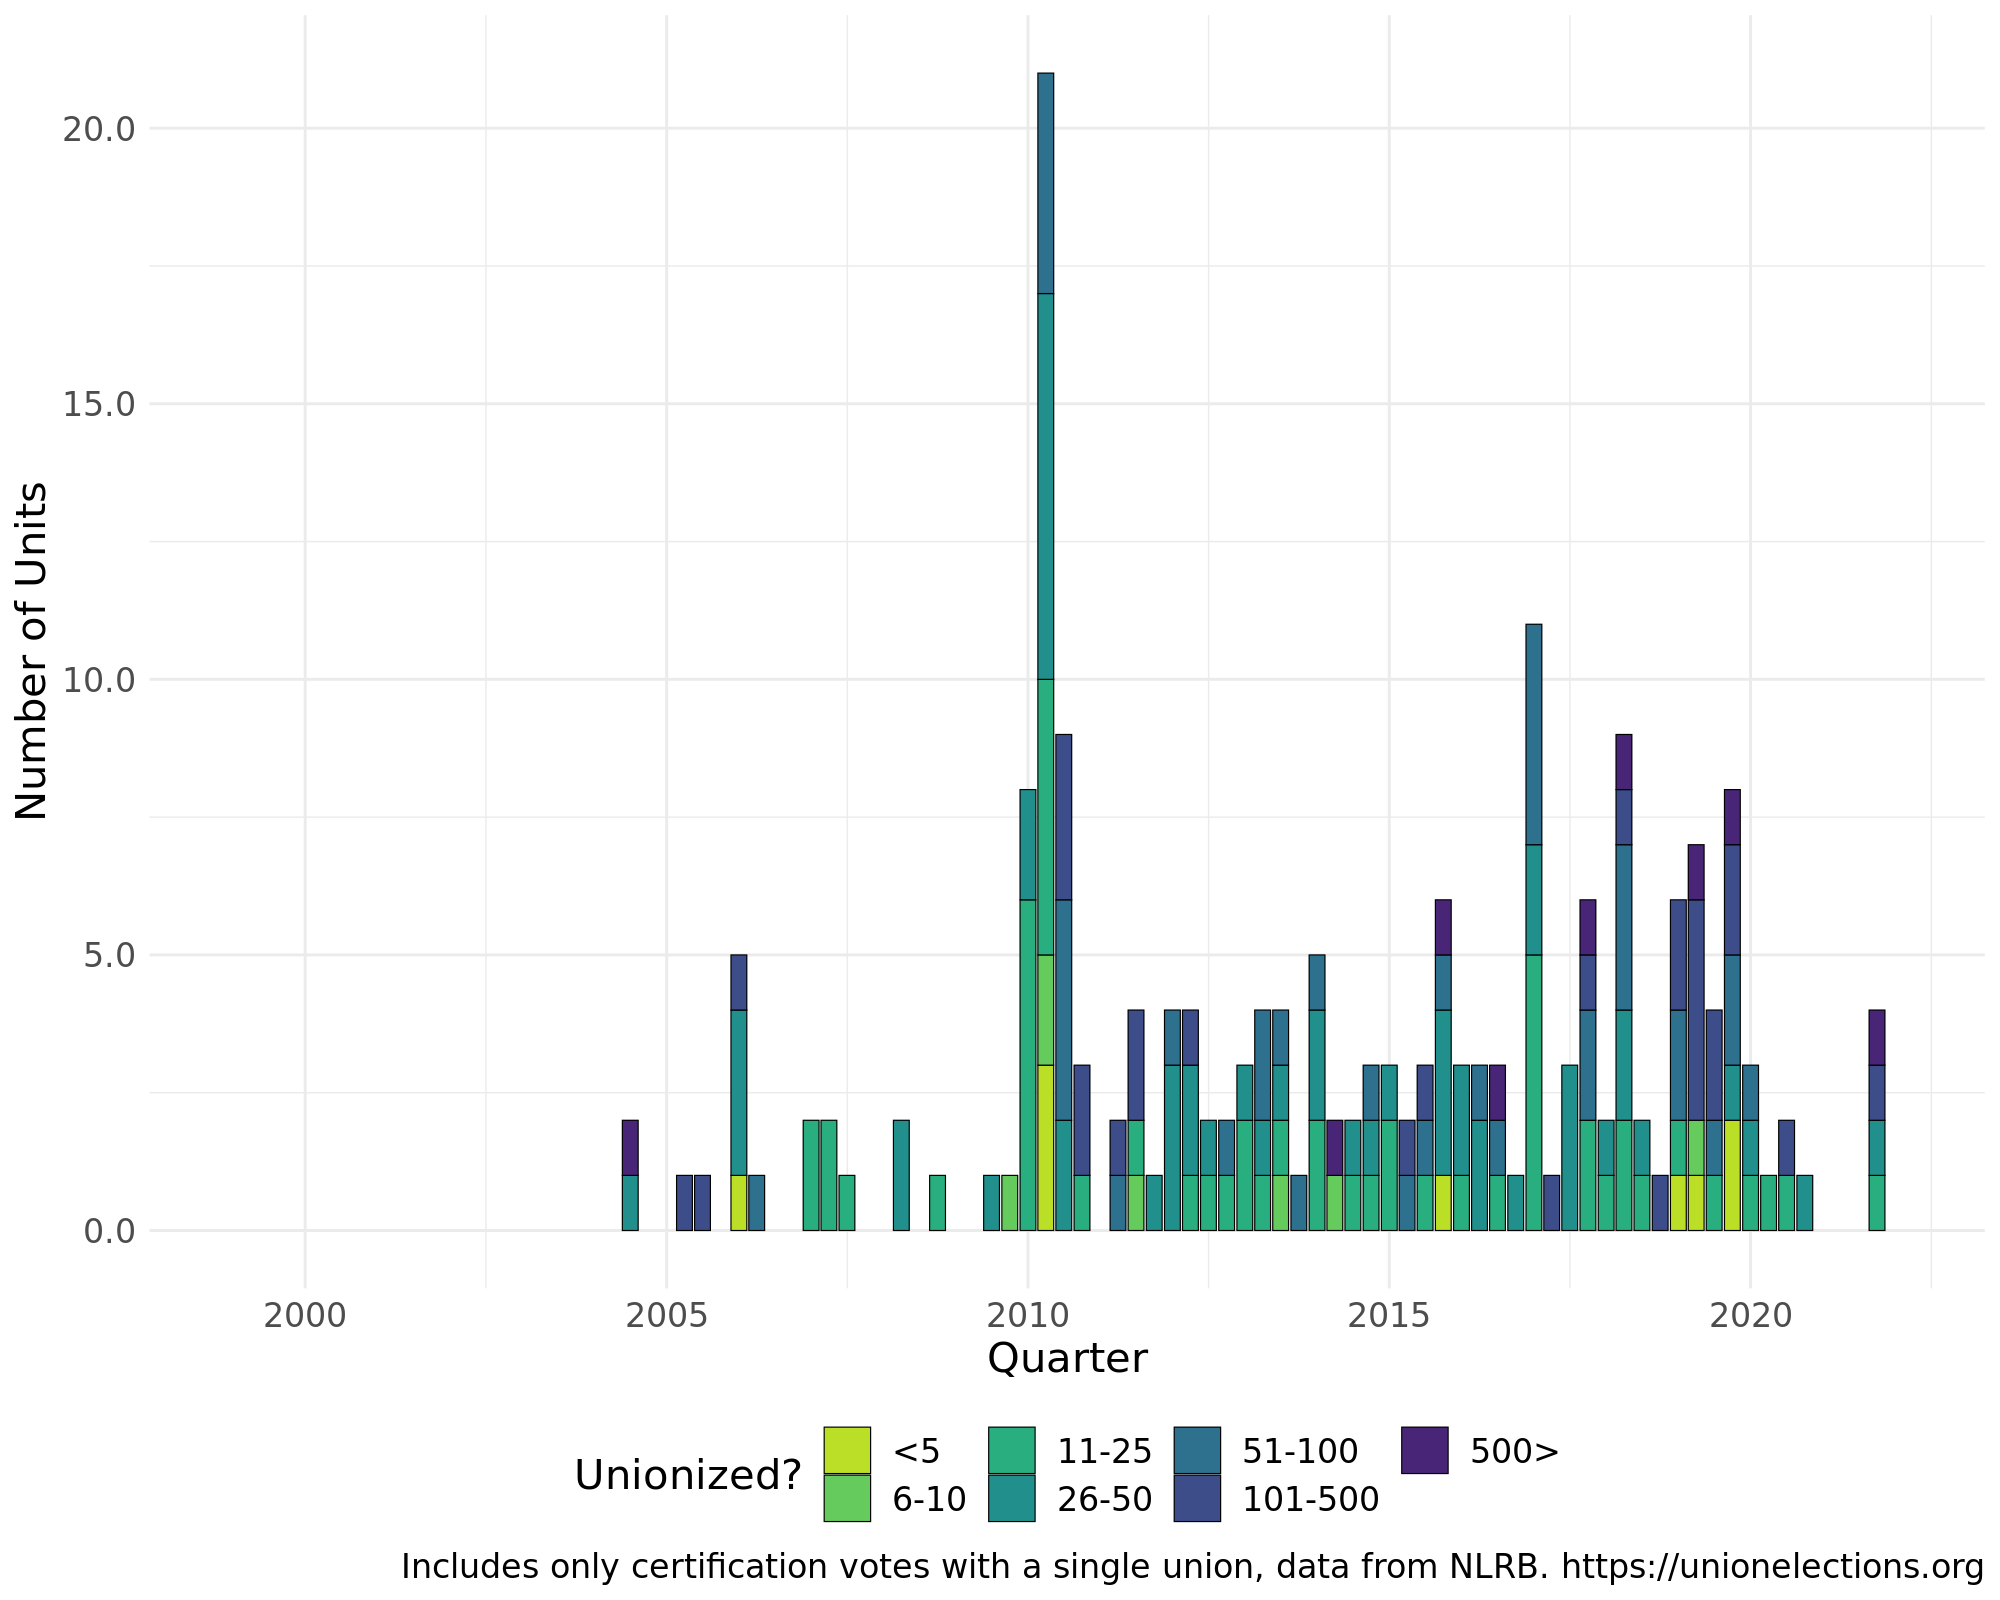 20.0
15.0
10.0
5.0
0.0
Number of Units
2000 2005 2010 2015 2020
Quarter
Unionized?
<5 11-25 51-100 500>
6-10 26-50 101-500
Includes only certification votes with a single union, data from NLRB. https://unionelections.org